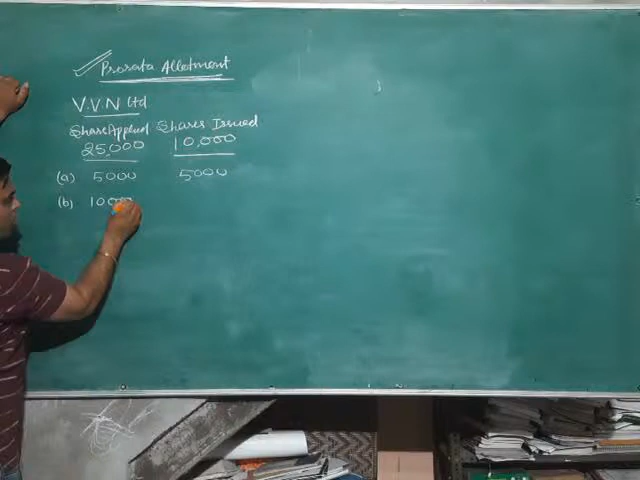 Prorata Allotment
V.V.N Ltd
Share Applied Shares Issued
25,000 10,000
(a) 5000 5000
(b) 10000